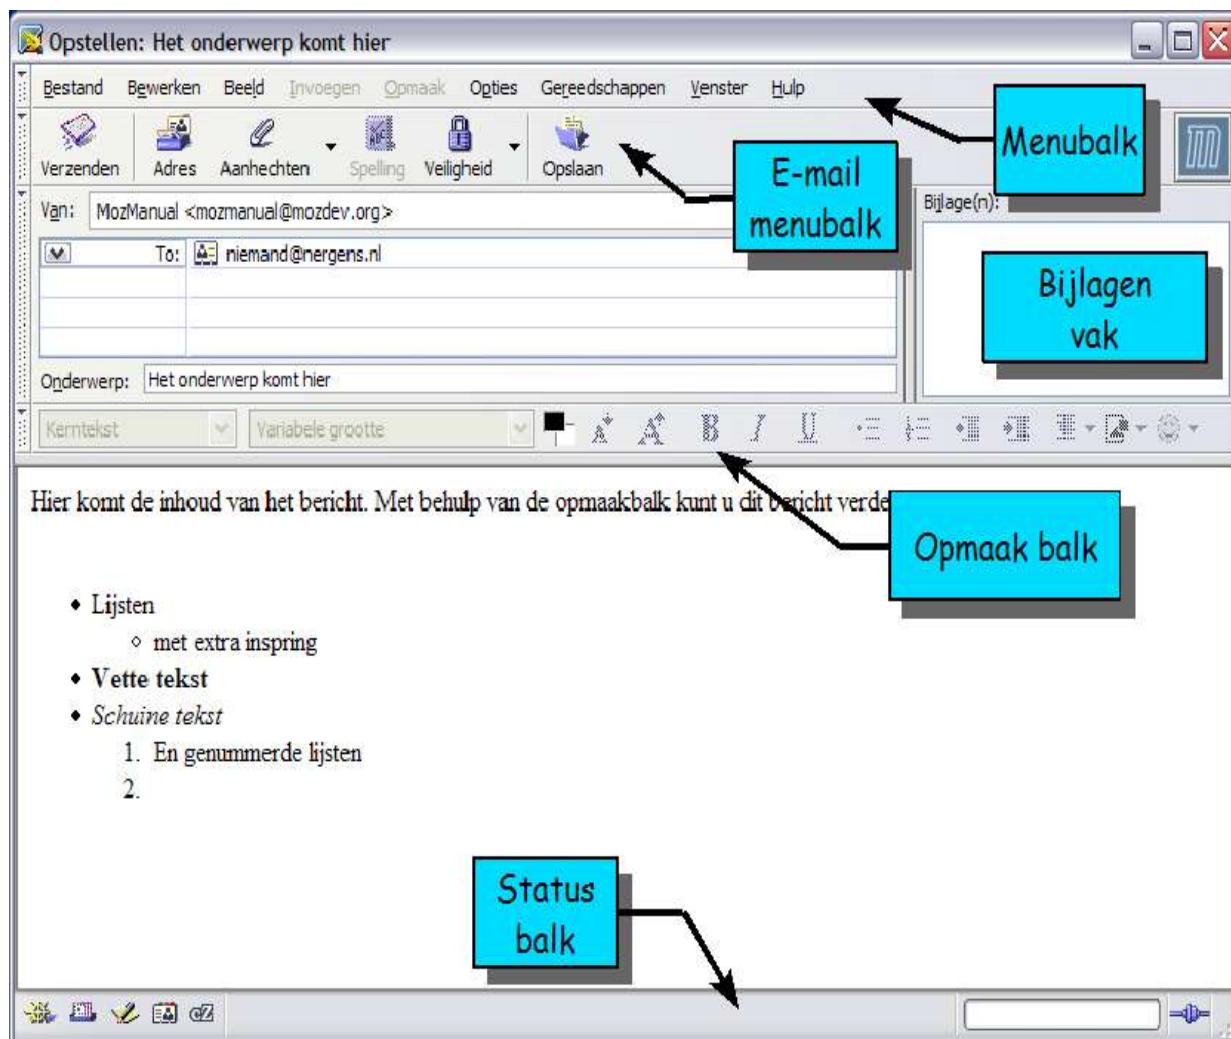 Opstellen: Het onderwerp komt hier
Bestand Bewerken Beeld Invoegen Opmaak Opties Gereedschappen Venster Hulp
Menubalk
Verzenden Adres Aanhechten Spelling Veiligheid Opslaan
E-mail
menubalk
Van: MozManual <mozmanual@mozdev.org>
Bijlage(n):
To: niemand@nergens.nl
Bijlagen
vak
Onderwerp: Het onderwerp komt hier
Kerntekst Variabele grootte
Hier komt de inhoud van het bericht. Met behulp van de opmaakbalk kunt u dit bericht verde
Opmaak balk
• Lijsten
◦ met extra inspring
• Vette tekst
• Schuine tekst
1. En genummerde lijsten
2.
Status
balk